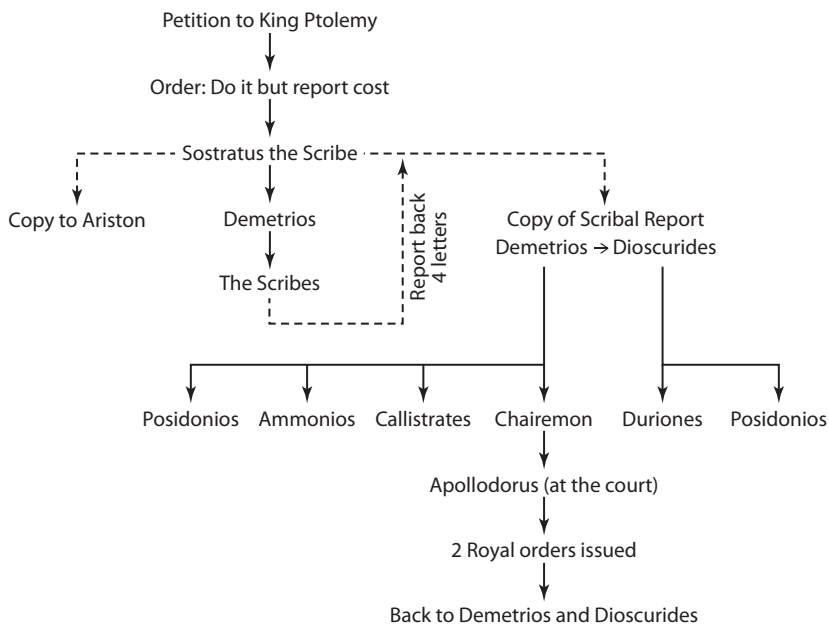 Petition to King Ptolemy
Order: Do it but report cost
Sostratus the Scribe
Copy to Ariston
Demetrios
The Scribes
Report back
4 letters
Copy of Scribal Report
Demetrios → Dioscurides
Posidonios
Ammonios
Callistrates
Chairemon
Duriones
Posidonios
Apollodorus (at the court)
2 Royal orders issued
Back to Demetrios and Dioscurides